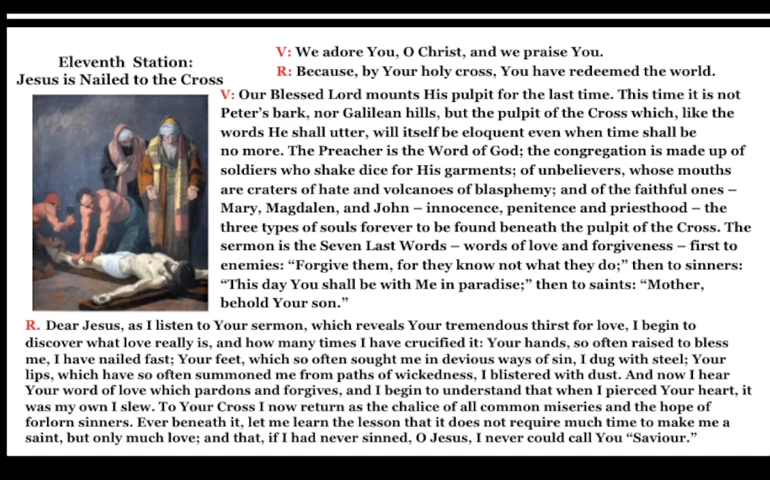 Eleventh Station:
Jesus is Nailed to the Cross
V: We adore You, O Christ, and we praise You.
R: Because, by Your holy cross, You have redeemed the world.
V: Our Blessed Lord mounts His pulpit for the last time. This time it is not
Peter’s bark, nor Galilean hills, but the pulpit of the Cross which, like the
words He shall utter, will itself be eloquent even when time shall be
no more. The Preacher is the Word of God; the congregation is made up of
soldiers who shake dice for His garments; of unbelievers, whose mouths
are craters of hate and volcanoes of blasphemy; and of the faithful ones –
Mary, Magdalen, and John – innocence, penitence and priesthood – the
three types of souls forever to be found beneath the pulpit of the Cross. The
sermon is the Seven Last Words – words of love and forgiveness – first to
enemies: “Forgive them, for they know not what they do;” then to sinners:
“This day You shall be with Me in paradise;” then to saints: “Mother,
behold Your son.”
R. Dear Jesus, as I listen to Your sermon, which reveals Your tremendous thirst for love, I begin to
discover what love really is, and how many times I have crucified it: Your hands, so often raised to bless
me, I have nailed fast; Your feet, which so often sought me in devious ways of sin, I dug with steel; Your
lips, which have so often summoned me from paths of wickedness, I blistered with dust. And now I hear
Your word of love which pardons and forgives, and I begin to understand that when I pierced Your heart, it
was my own I slew. To Your Cross I now return as the chalice of all common miseries and the hope of
forlorn sinners. Ever beneath it, let me learn the lesson that it does not require much time to make me a
saint, but only much love; and that, if I had never sinned, O Jesus, I never could call You “Saviour.”